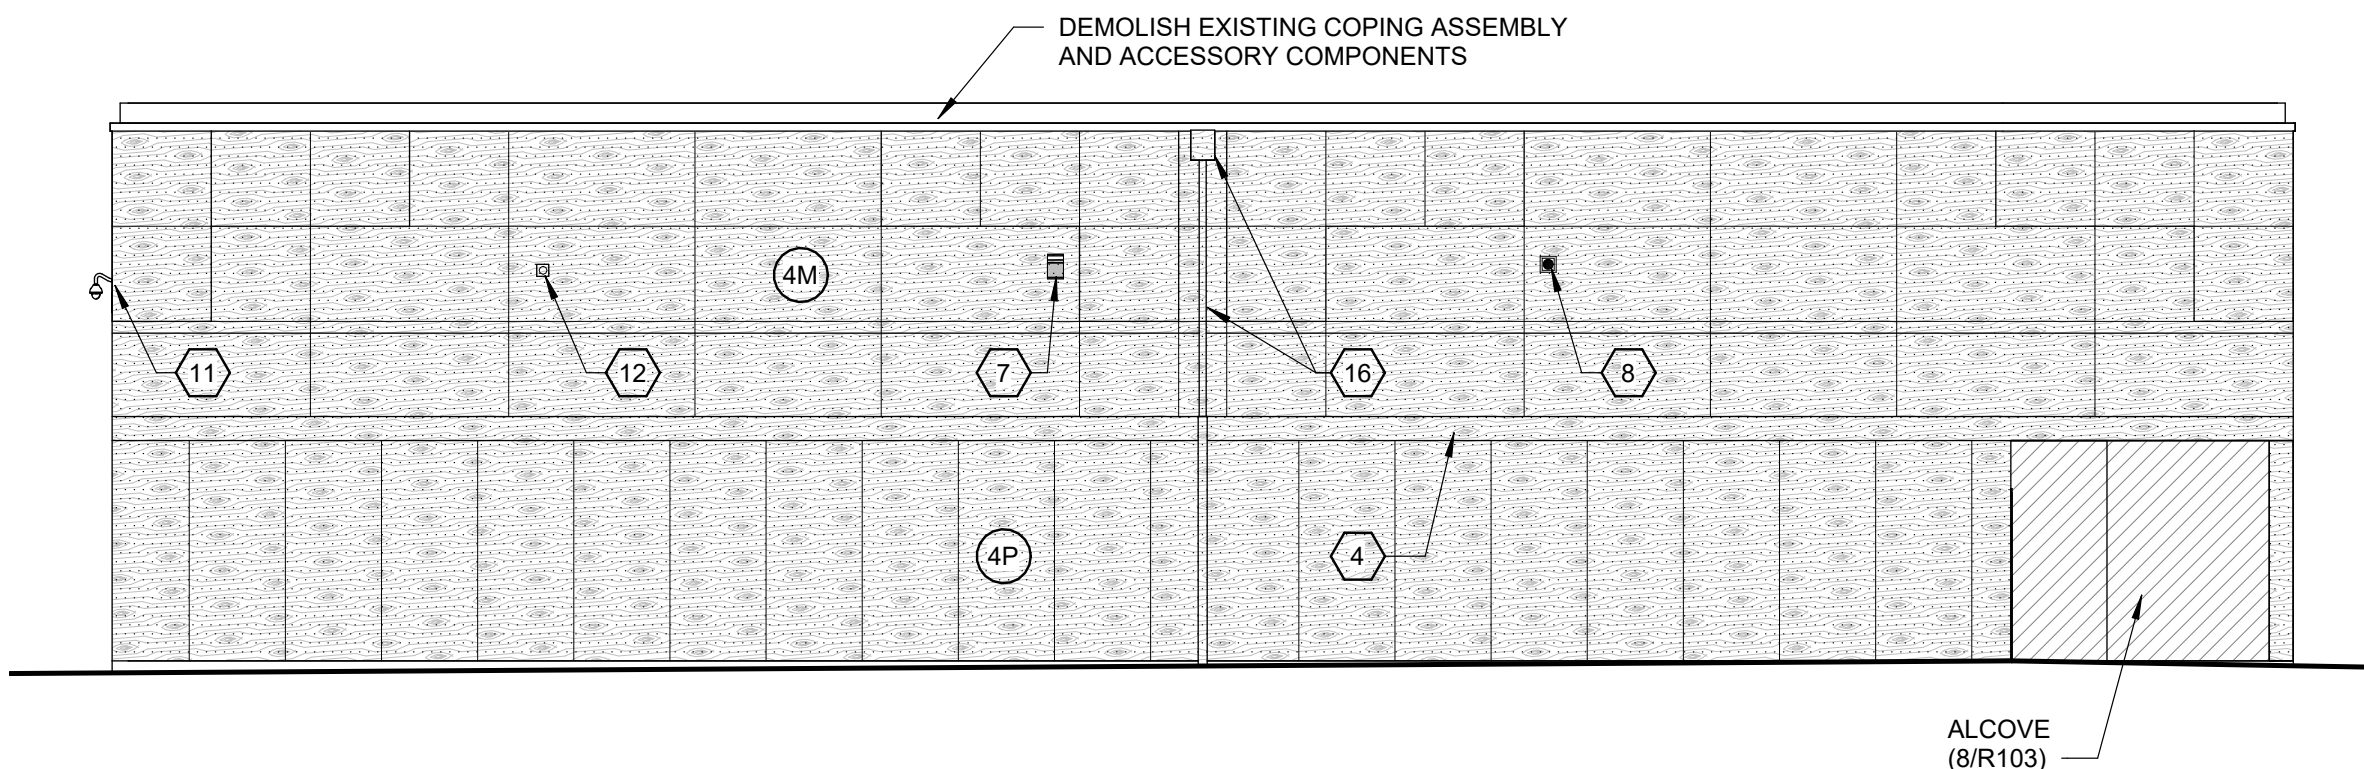 DEMOLISH EXISTING COPING ASSEMBLY
AND ACCESSORY COMPONENTS
4M
11
12
7
16
8
4P
4
ALCOVE
(8/R103)